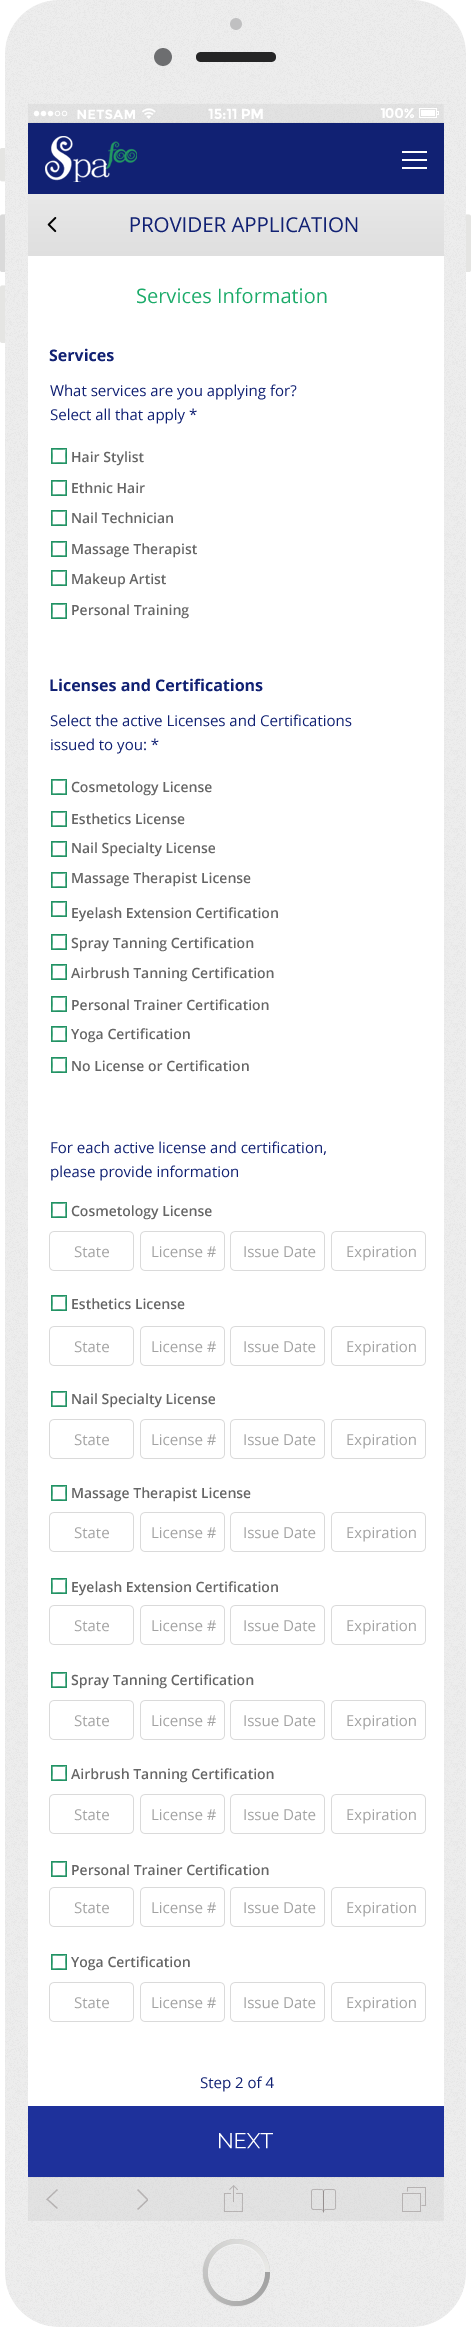 NETSAM 15:11 PM 100%
Spa foo
PROVIDER APPLICATION
Services Information
Services
What services are you applying for?
Select all that apply *
Hair Stylist
Ethnic Hair
Nail Technician
Massage Therapist
Makeup Artist
Personal Training
Licenses and Certifications
Select the active Licenses and Certifications
issued to you: *
Cosmetology License
Esthetics License
Nail Specialty License
Massage Therapist License
Eyelash Extension Certification
Spray Tanning Certification
Airbrush Tanning Certification
Personal Trainer Certification
Yoga Certification
No License or Certification
For each active license and certification,
please provide information
Cosmetology License
State License # Issue Date Expiration
Esthetics License
State License # Issue Date Expiration
Nail Specialty License
State License # Issue Date Expiration
Massage Therapist License
State License # Issue Date Expiration
Eyelash Extension Certification
State License # Issue Date Expiration
Spray Tanning Certification
State License # Issue Date Expiration
Airbrush Tanning Certification
State License # Issue Date Expiration
Personal Trainer Certification
State License # Issue Date Expiration
Yoga Certification
State License # Issue Date Expiration
Step 2 of 4
NEXT